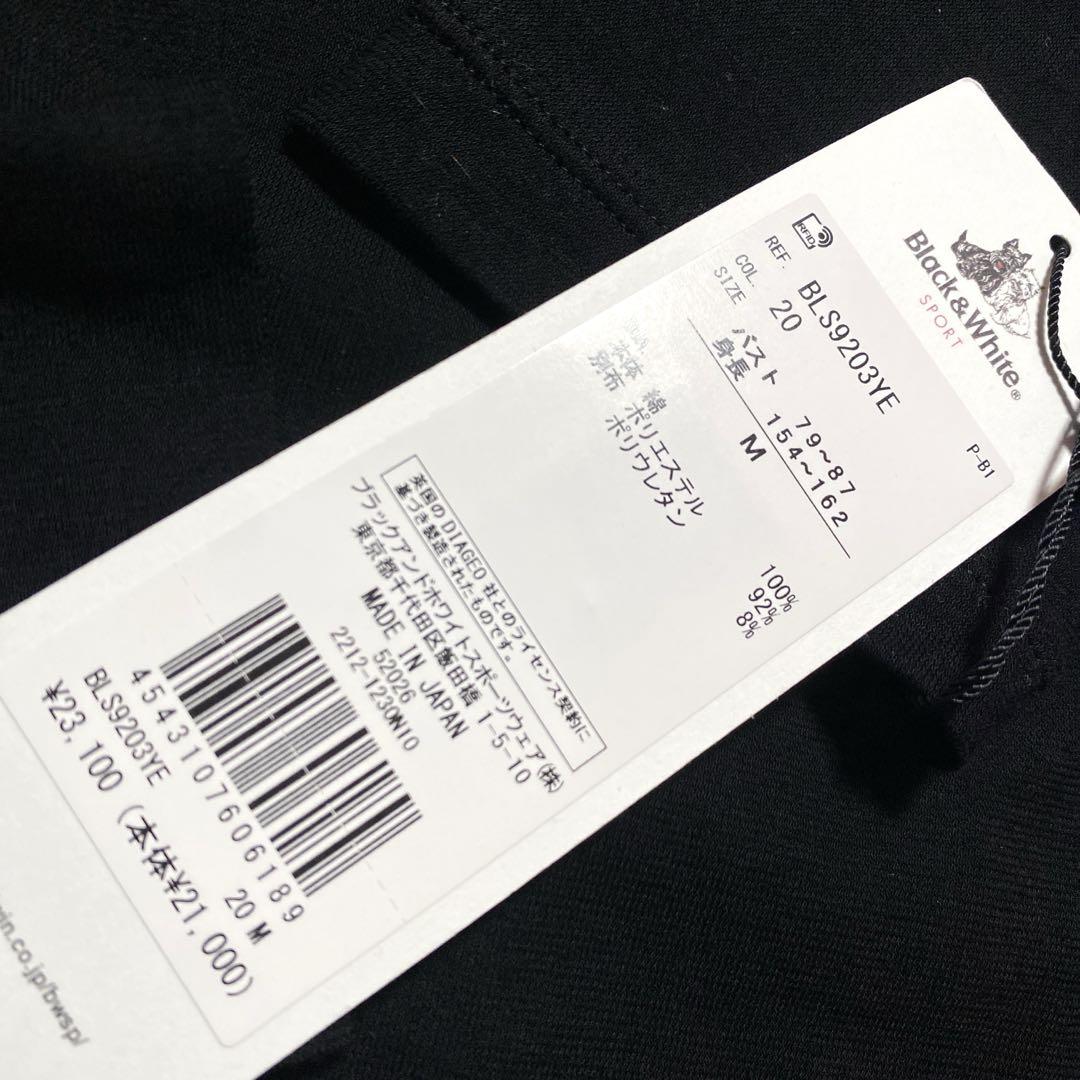 Black&White®
SPORT
P-B1
RFID
REF. BLS9203YE
COL. 20
SIZE M
バスト 79~87
身長 154~162
本体 綿 100%
別布 ポリエステル 92%
ポリウレタン 8%
英国のDIAGEO社とのライセンス契約に
基づき製造されたものです。
ブラックアンドホワイトスポーツウェア(株)
東京都千代田区飯田橋 1-5-10
MADE IN JAPAN
52026
2212-1230N10
4543107606189
BLS9203YE 20 M
¥23,100 (本体¥21,000)
win.co.jp/bwsp/